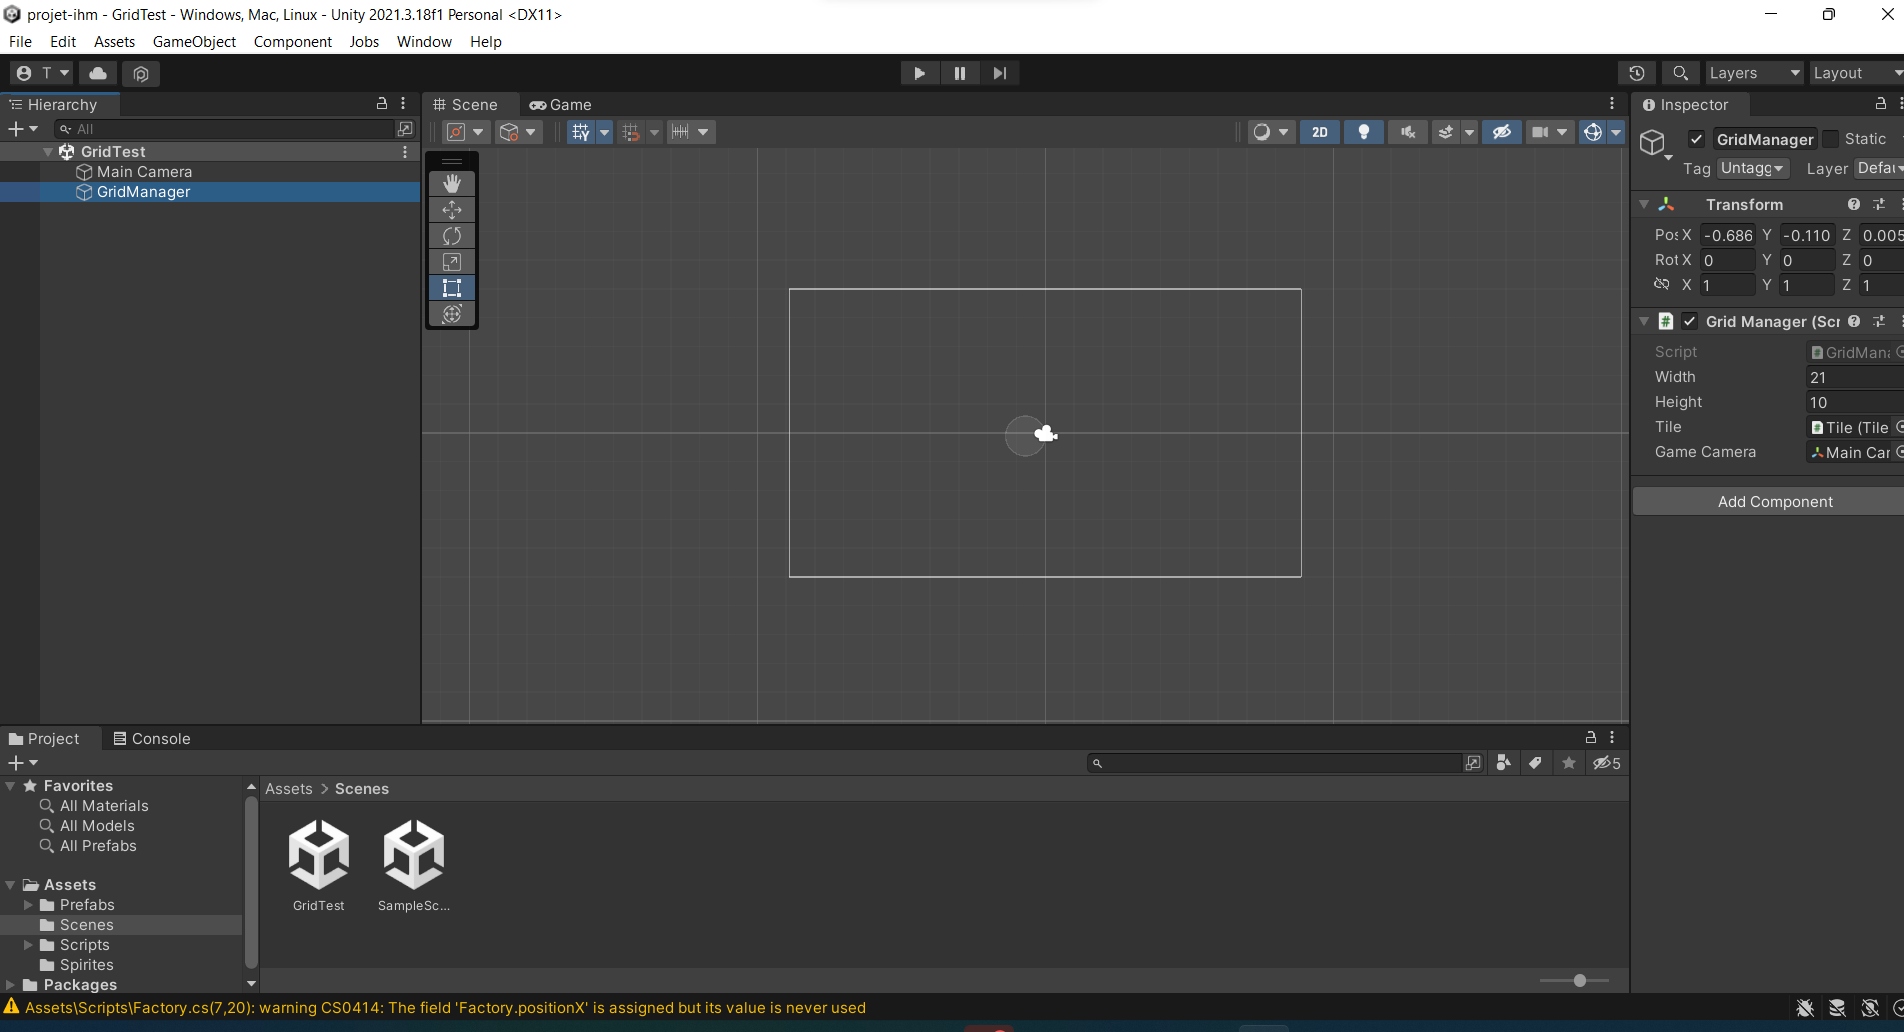 projet-ihm - GridTest - Windows, Mac, Linux - Unity 2021.3.18f1 Personal <DX11>
File Edit Assets GameObject Component Jobs Window Help
T Layers Layout
Hierarchy
All
GridTest
Main Camera
GridManager
Scene Game
2D
Inspector
GridManager Static
Tag Untagg Layer Defau
Transform
Pos X -0.686 Y -0.110 Z 0.005
Rot X 0 Y 0 Z 0
X 1 Y 1 Z 1
# Grid Manager (Scr
Script # GridMana
Width 21
Height 10
Tile # Tile (Tile
Game Camera Main Car
Add Component
Project Console
5
Favorites
All Materials
All Models
All Prefabs
Assets
Prefabs
Scenes
Scripts
Spirites
Packages
Assets > Scenes
GridTest SampleSc...
Assets\Scripts\Factory.cs(7,20): warning CS0414: The field 'Factory.positionX' is assigned but its value is never used